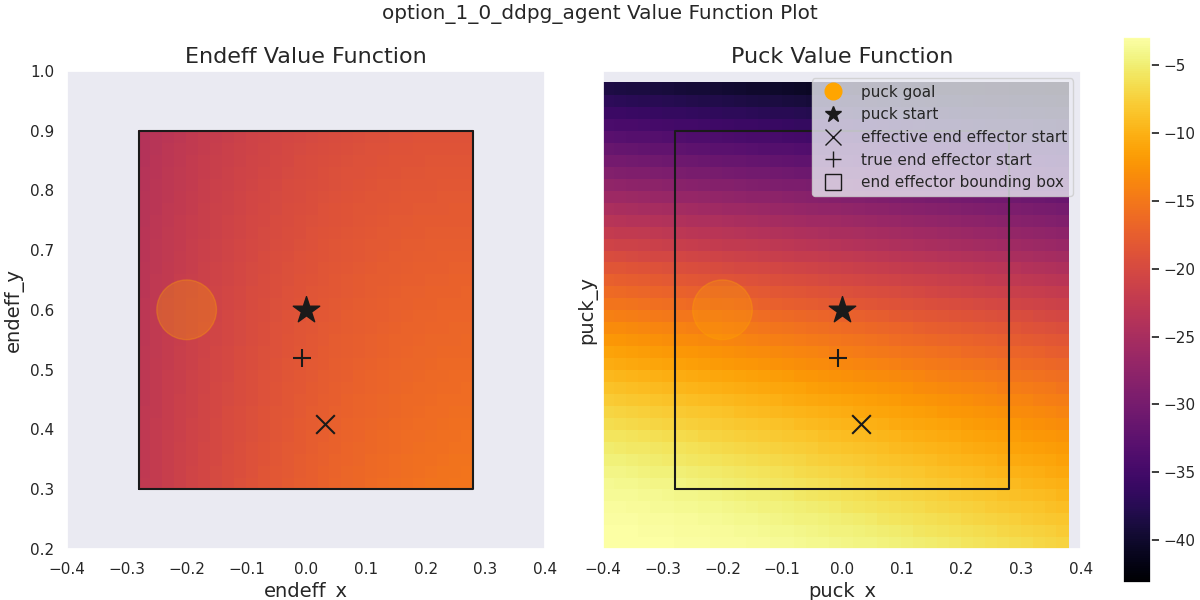 option_1_0_ddpg_agent Value Function Plot
Endeff Value Function
1.0
0.9
0.8
0.7
0.6
0.5
0.4
0.3
0.2
endeff_y
−0.4 −0.3 −0.2 −0.1 0.0 0.1 0.2 0.3 0.4
endeff_x
Puck Value Function
puck goal
puck start
effective end effector start
true end effector start
end effector bounding box
puck_y
−0.4 −0.3 −0.2 −0.1 0.0 0.1 0.2 0.3 0.4
puck_x
−5
−10
−15
−20
−25
−30
−35
−40